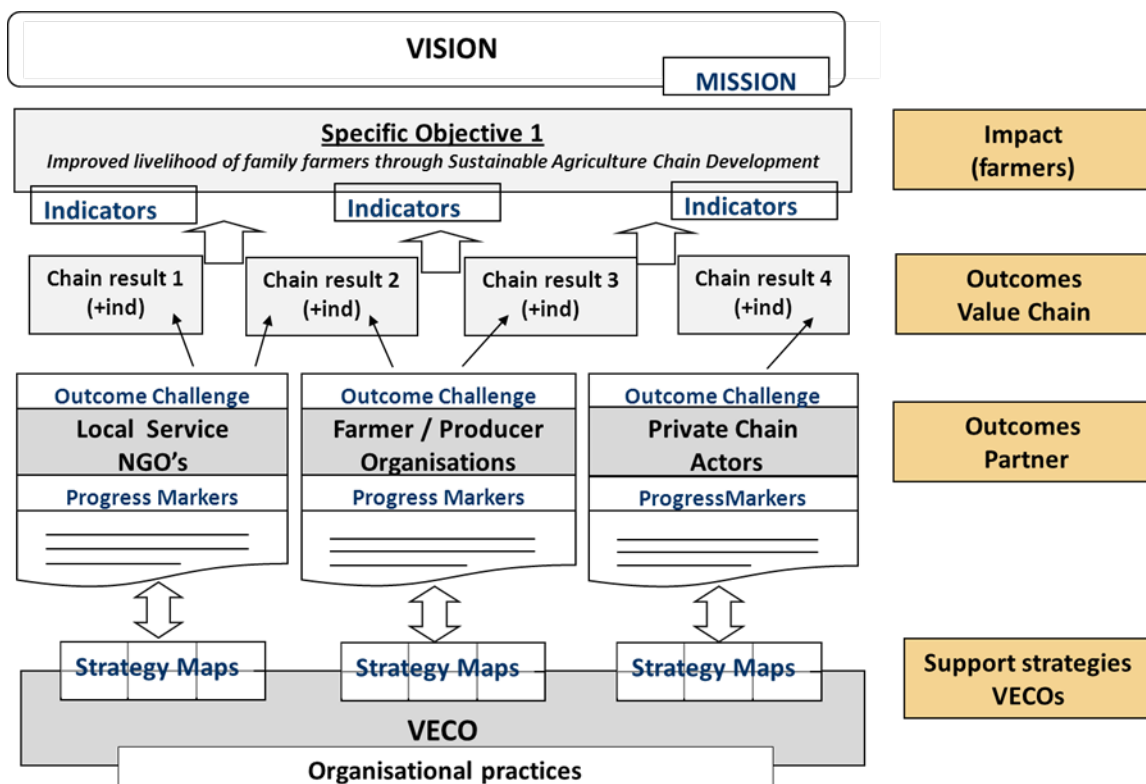 VISION
MISSION
Specific Objective 1
Improved livelihood of family farmers through Sustainable Agriculture Chain Development
Impact
(farmers)
Indicators
Indicators
Indicators
Chain result 1
(+ind)
Chain result 2
(+ind)
Chain result 3
(+ind)
Chain result 4
(+ind)
Outcomes
Value Chain
Outcome Challenge
Local Service
NGO's
Progress Markers
Outcome Challenge
Farmer / Producer
Organisations
Progress Markers
Outcome Challenge
Private Chain
Actors
ProgressMarkers
Outcomes
Partner
Strategy Maps
Strategy Maps
Strategy Maps
Support strategies
VECOs
VECO
Organisational practices